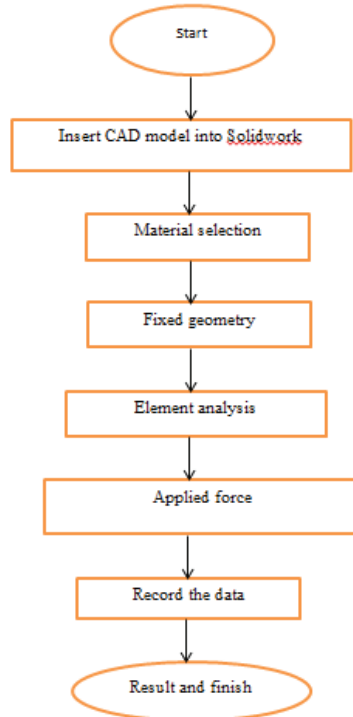 Start
Insert CAD model into Solidwork
Material selection
Fixed geometry
Element analysis
Applied force
Record the data
Result and finish